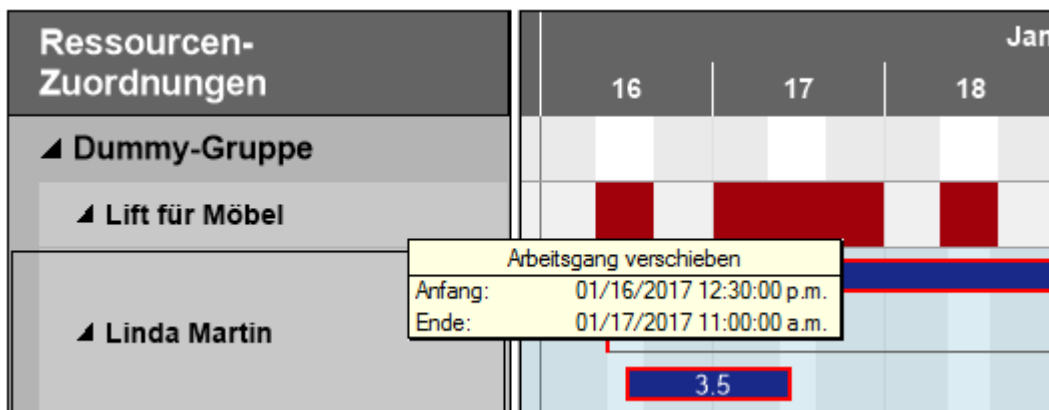 Ressourcen-
Zuordnungen
Jan
16 17 18
Dummy-Gruppe
Lift für Möbel
Arbeitsgang verschieben
Anfang: 01/16/2017 12:30:00 p.m.
Ende: 01/17/2017 11:00:00 a.m.
Linda Martin
3.5